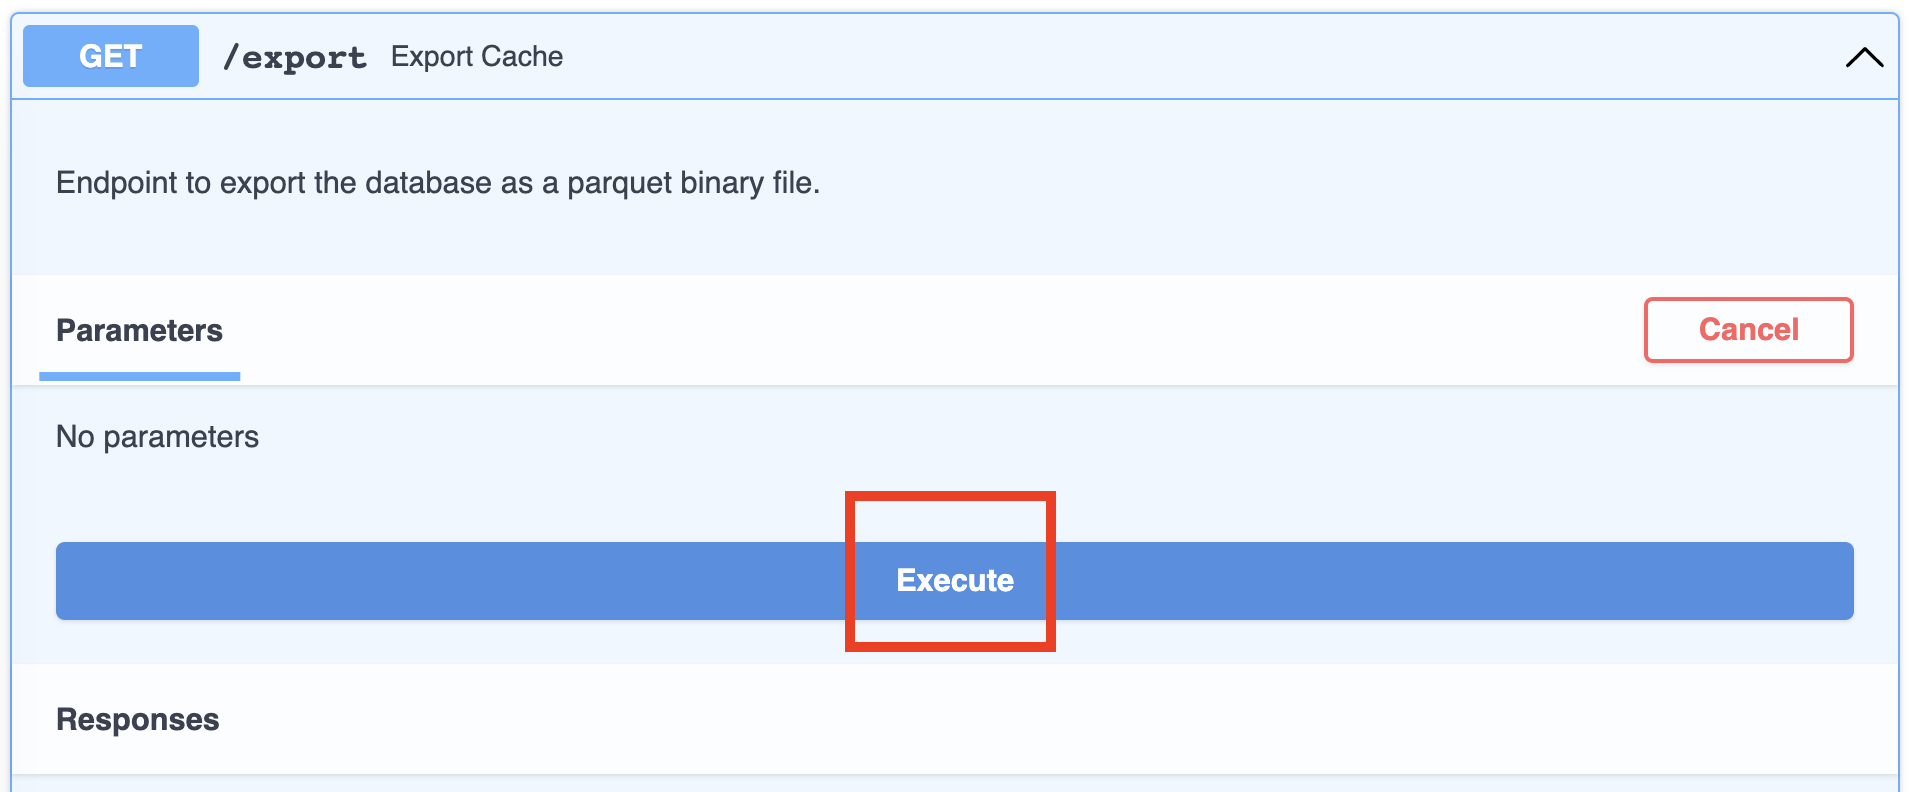 GET /export Export Cache
Endpoint to export the database as a parquet binary file.
Parameters Cancel
No parameters
Execute
Responses